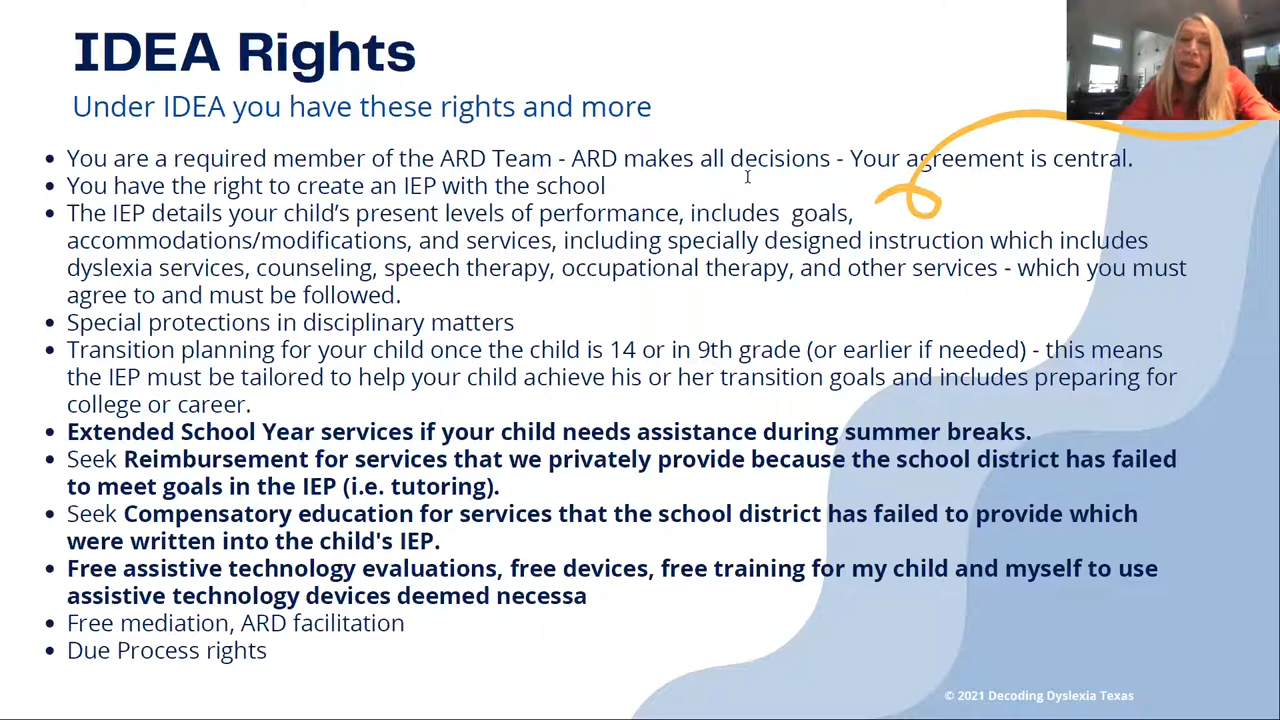 IDEA Rights
Under IDEA you have these rights and more
• You are a required member of the ARD Team - ARD makes all decisions - Your agreement is central.
• You have the right to create an IEP with the school
• The IEP details your child’s present levels of performance, includes goals,
accommodations/modifications, and services, including specially designed instruction which includes
dyslexia services, counseling, speech therapy, occupational therapy, and other services - which you must
agree to and must be followed.
• Special protections in disciplinary matters
• Transition planning for your child once the child is 14 or in 9th grade (or earlier if needed) - this means
the IEP must be tailored to help your child achieve his or her transition goals and includes preparing for
college or career.
• Extended School Year services if your child needs assistance during summer breaks.
• Seek Reimbursement for services that we privately provide because the school district has failed
to meet goals in the IEP (i.e. tutoring).
• Seek Compensatory education for services that the school district has failed to provide which
were written into the child's IEP.
• Free assistive technology evaluations, free devices, free training for my child and myself to use
assistive technology devices deemed necessa
• Free mediation, ARD facilitation
• Due Process rights
© 2021 Decoding Dyslexia Texas